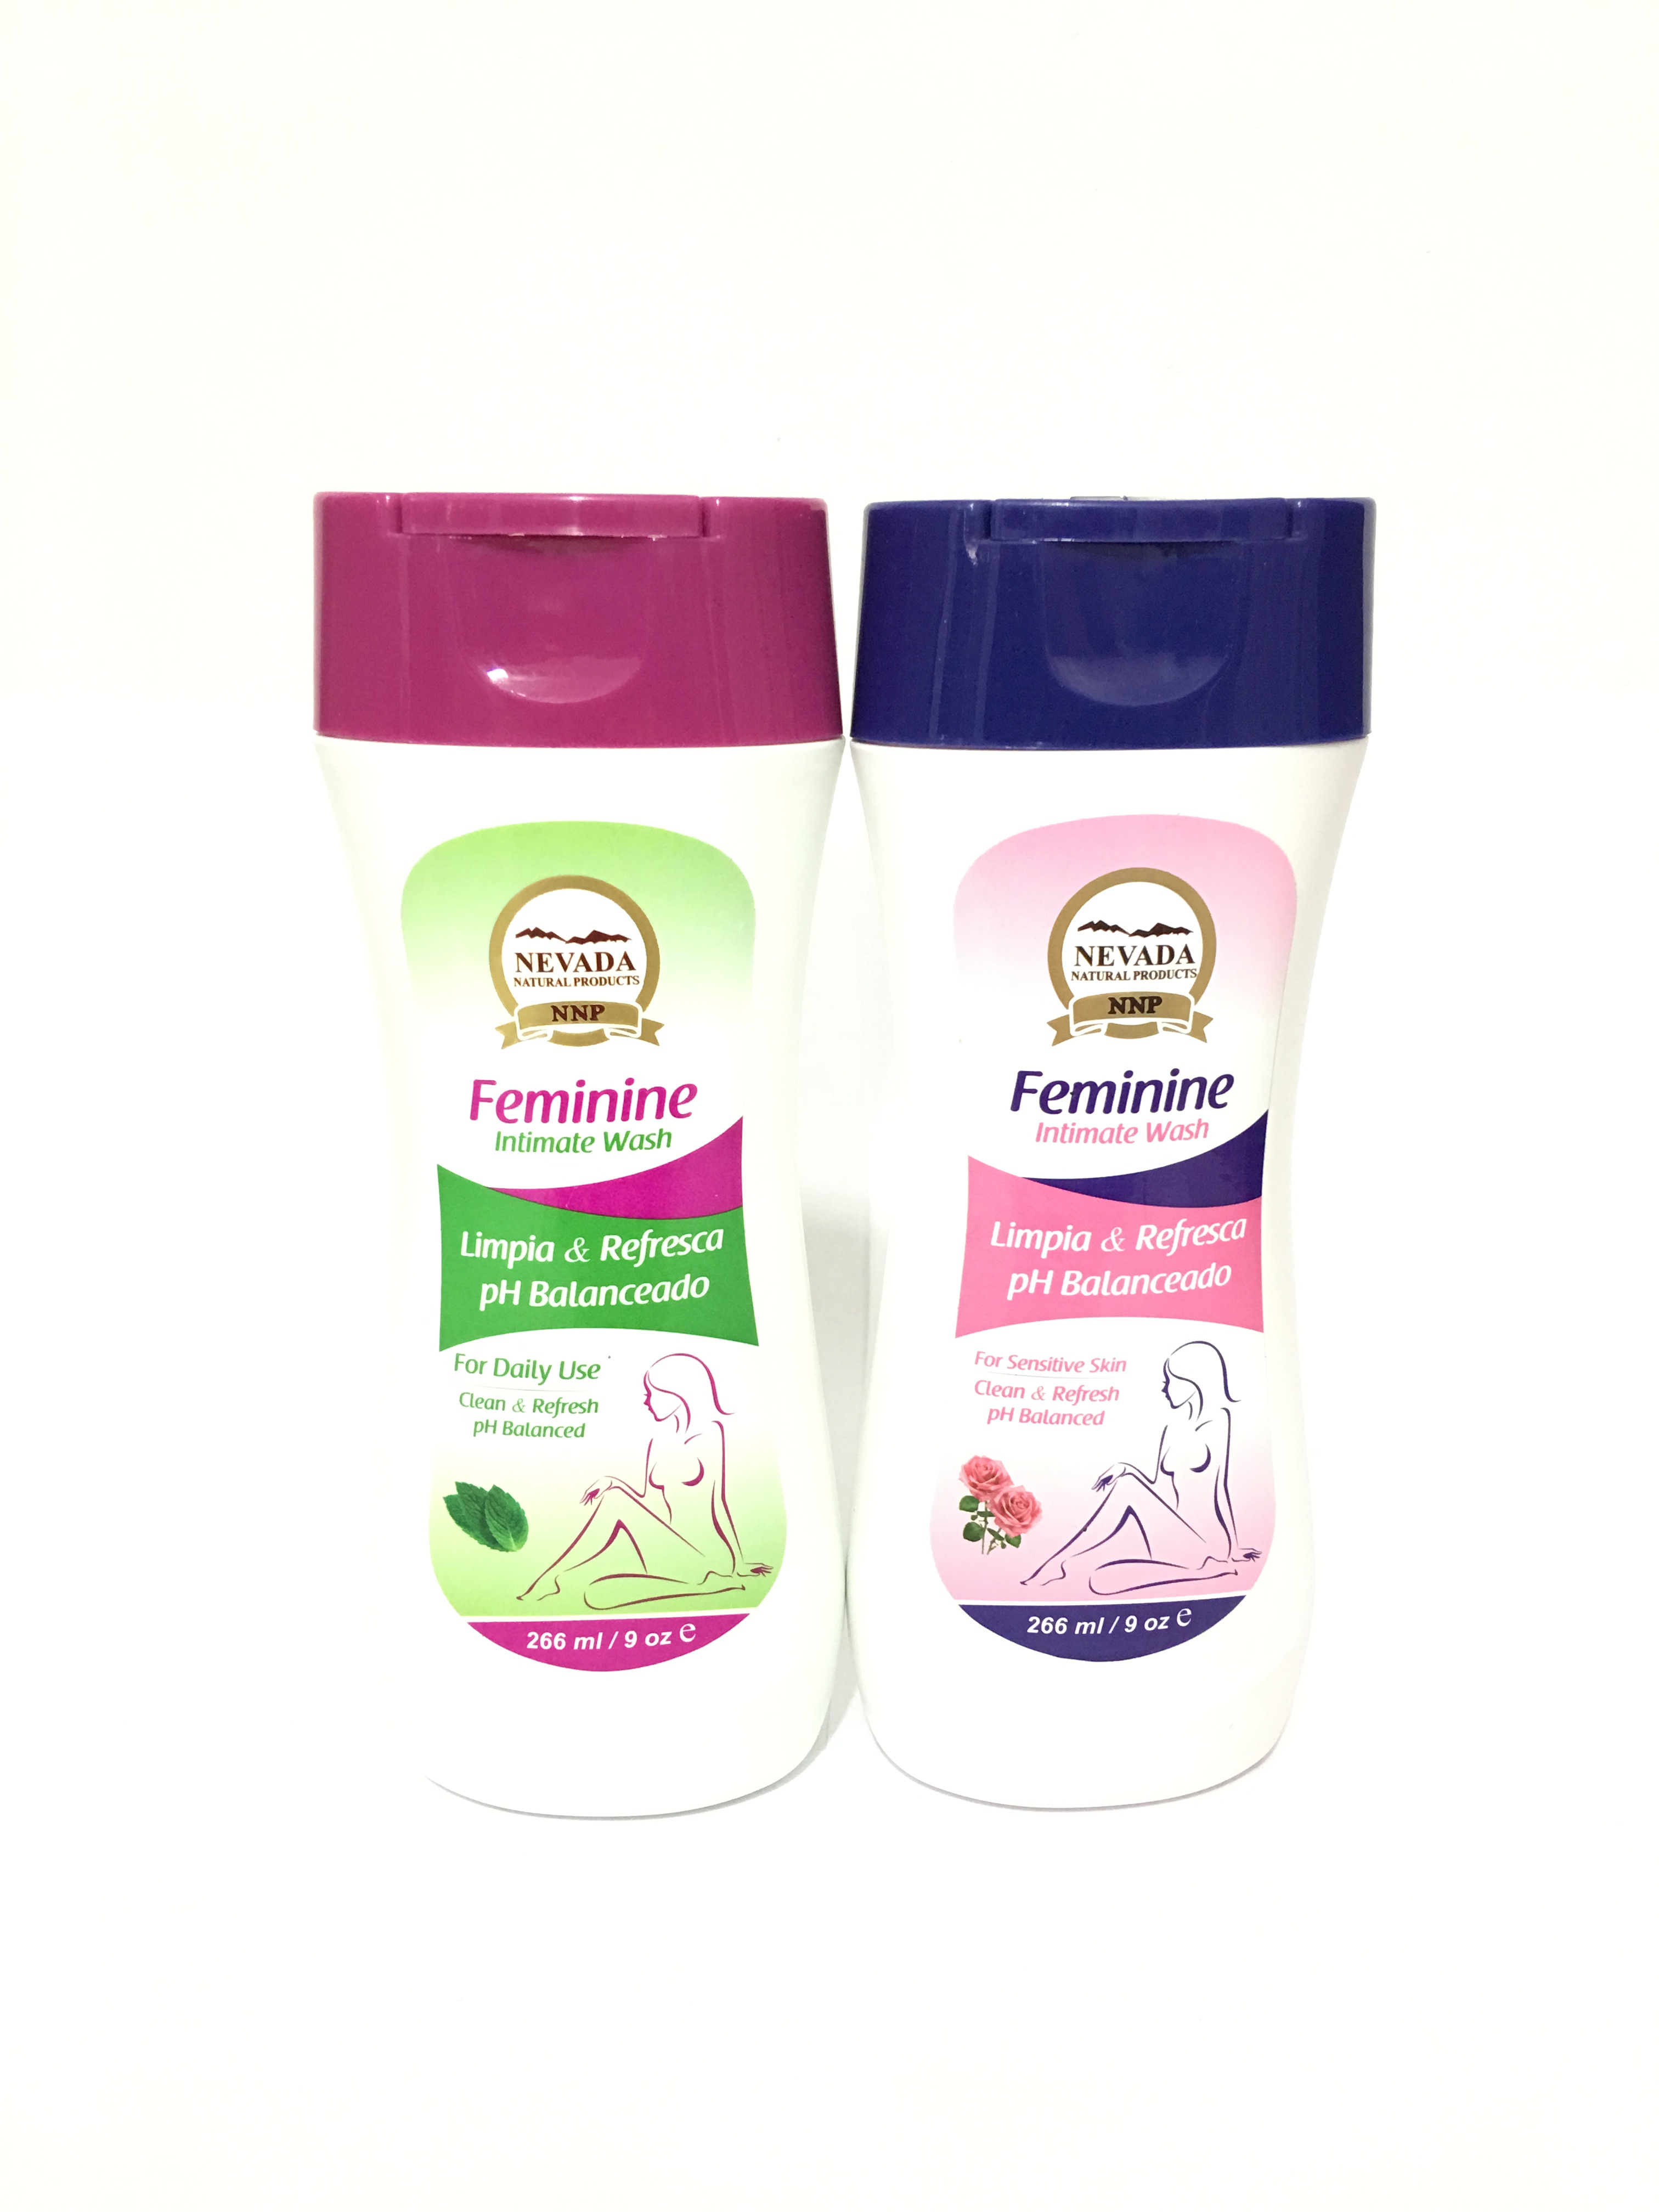 NEVADA
NATURAL PRODUCTS
NNP
Feminine
Intimate Wash
Limpia & Refresca
pH Balanceado
For Daily Use
Clean & Refresh
pH Balanced
266 ml / 9 oz e
NEVADA
NATURAL PRODUCTS
NNP
Feminine
Intimate Wash
Limpia & Refresca
pH Balanceado
For Sensitive Skin
Clean & Refresh
pH Balanced
266 ml / 9 oz e